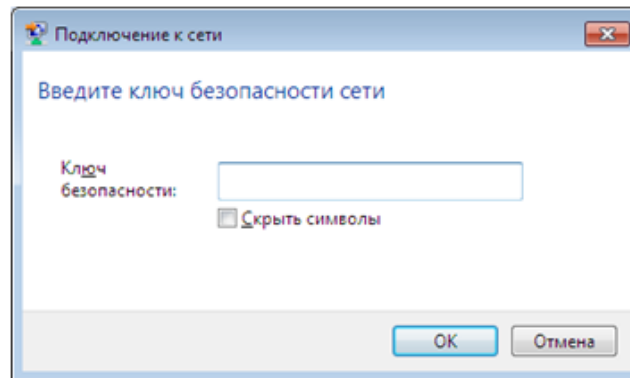 Подключение к сети
Введите ключ безопасности сети
Ключ
безопасности:
Скрыть символы
OK
Отмена